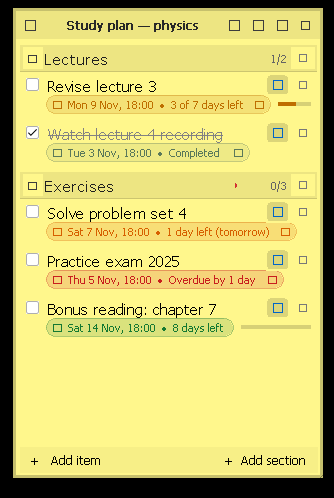 Study plan — physics
Lectures 1/2
Revise lecture 3
Mon 9 Nov, 18:00 • 3 of 7 days left
Watch lecture 4 recording
Tue 3 Nov, 18:00 • Completed
Exercises 0/3
Solve problem set 4
Sat 7 Nov, 18:00 • 1 day left (tomorrow)
Practice exam 2025
Thu 5 Nov, 18:00 • Overdue by 1 day
Bonus reading: chapter 7
Sat 14 Nov, 18:00 • 8 days left
+ Add item + Add section